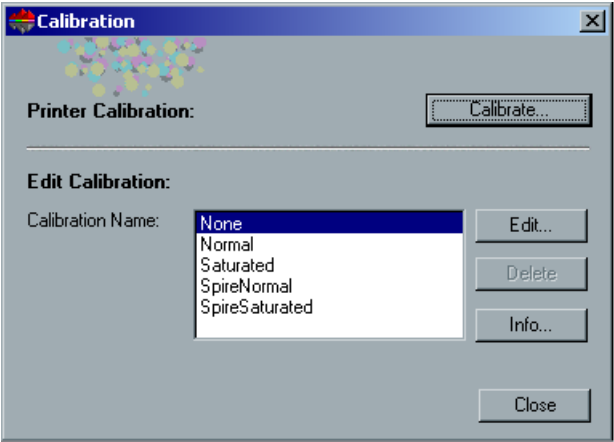 Calibration
Printer Calibration:
Calibrate...
Edit Calibration:
Calibration Name:
None
Normal
Saturated
SpireNormal
SpireSaturated
Edit...
Delete
Info...
Close